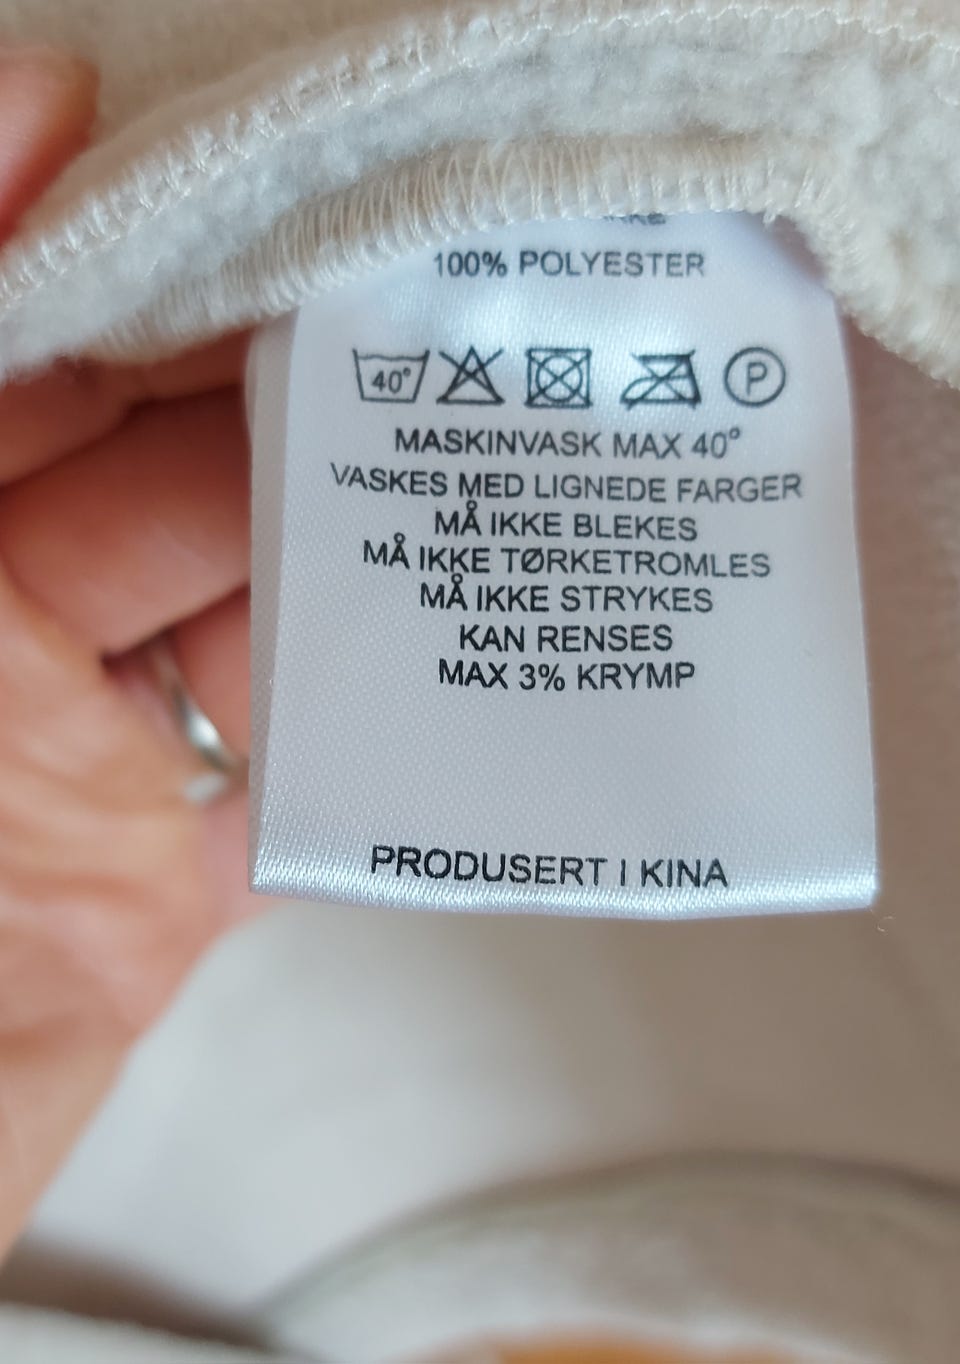 100% POLYESTER
40°
P
MASKINVASK MAX 40°
VASKES MED LIGNEDE FARGER
MÅ IKKE BLEKES
MÅ IKKE TØRKETROMLES
MÅ IKKE STRYKES
KAN RENSES
MAX 3% KRYMP
PRODUSERT I KINA